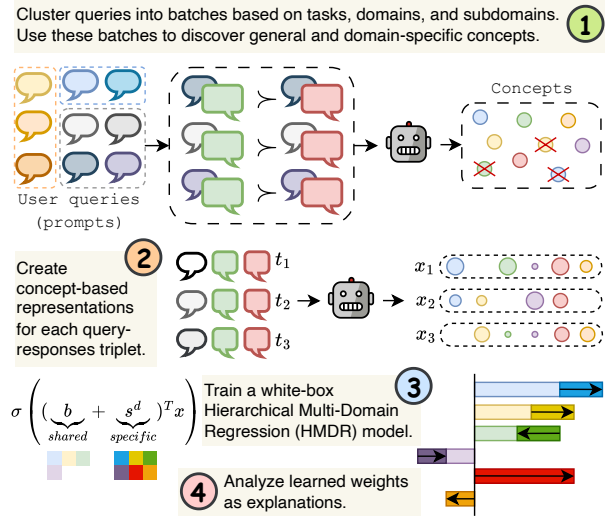 Cluster queries into batches based on tasks, domains, and subdomains.
Use these batches to discover general and domain-specific concepts.
1
Concepts
User queries
(prompts)
2
Create
concept-based
representations
for each query-
responses triplet.
t₁
t₂
t₃
x₁
x₂
x₃
3
Train a white-box
Hierarchical Multi-Domain
Regression (HMDR) model.
σ((b + s^d)^T x)
shared specific
4
Analyze learned weights
as explanations.